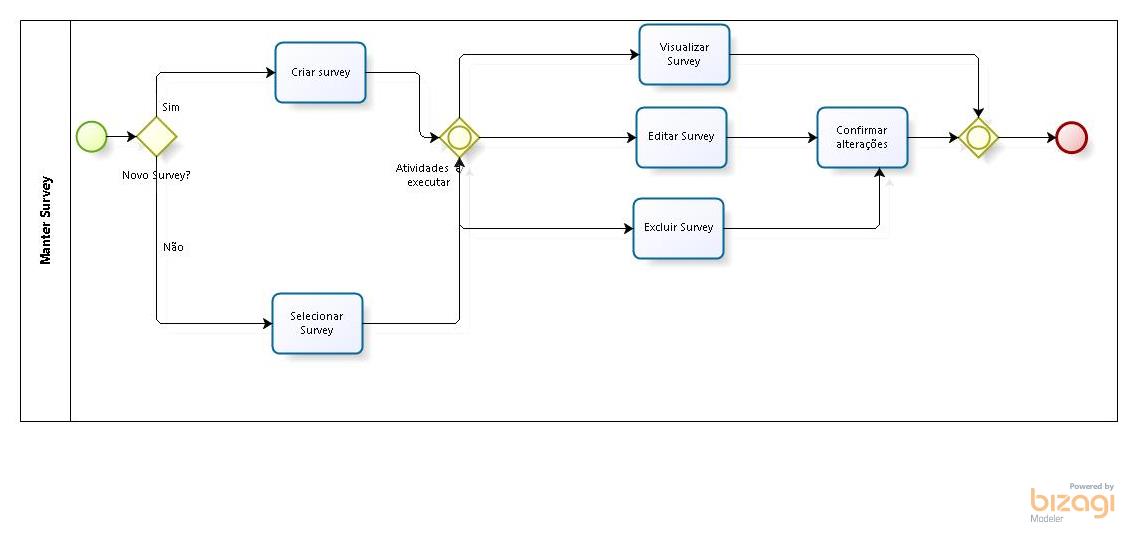 Manter Survey
Sim
Novo Survey?
Não
Criar survey
Selecionar
Survey
Atividades
executar
Visualizar
Survey
Editar Survey
Excluir Survey
Confirmar
alterações
Powered by
bizagi
Modeler